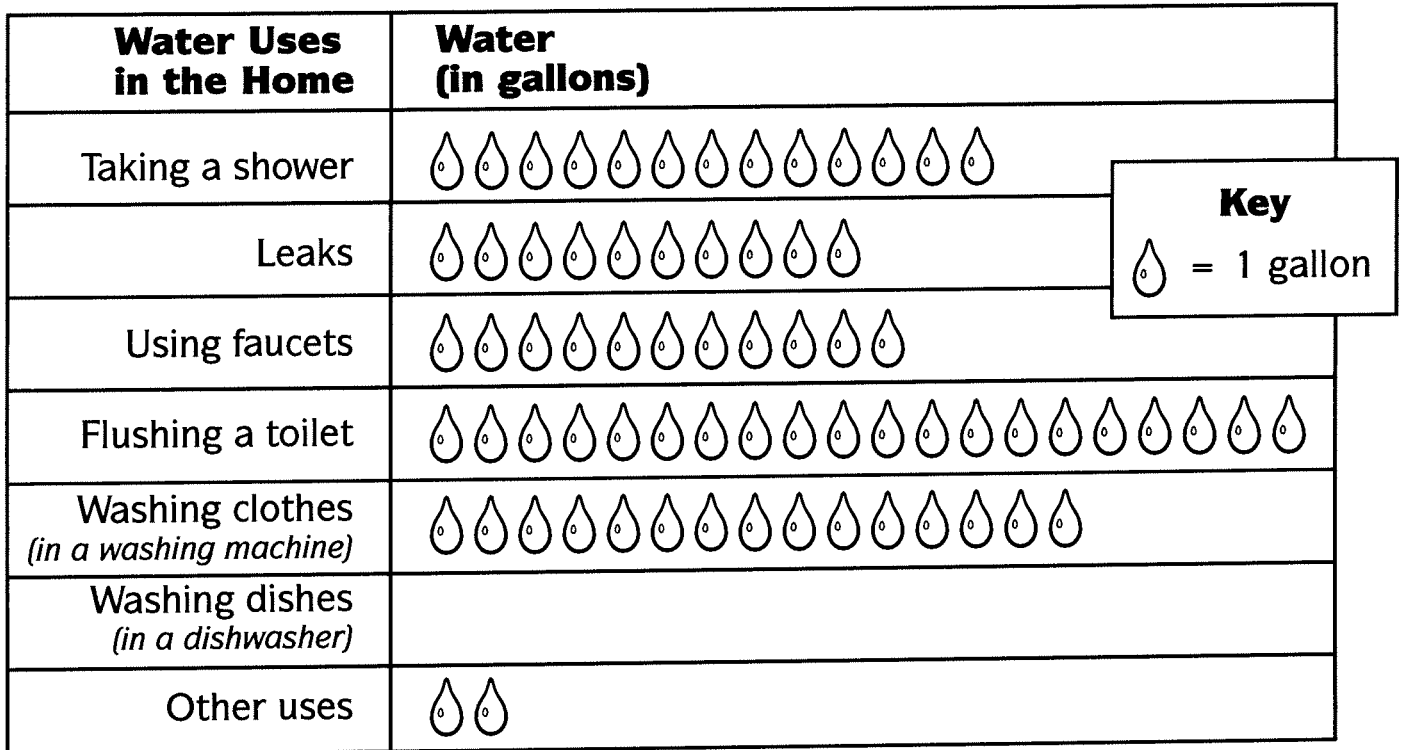 Water Uses
in the Home
Water
(in gallons)
Taking a shower
Leaks
Using faucets
Flushing a toilet
Washing clothes
(in a washing machine)
Washing dishes
(in a dishwasher)
Other uses
Key
= 1 gallon